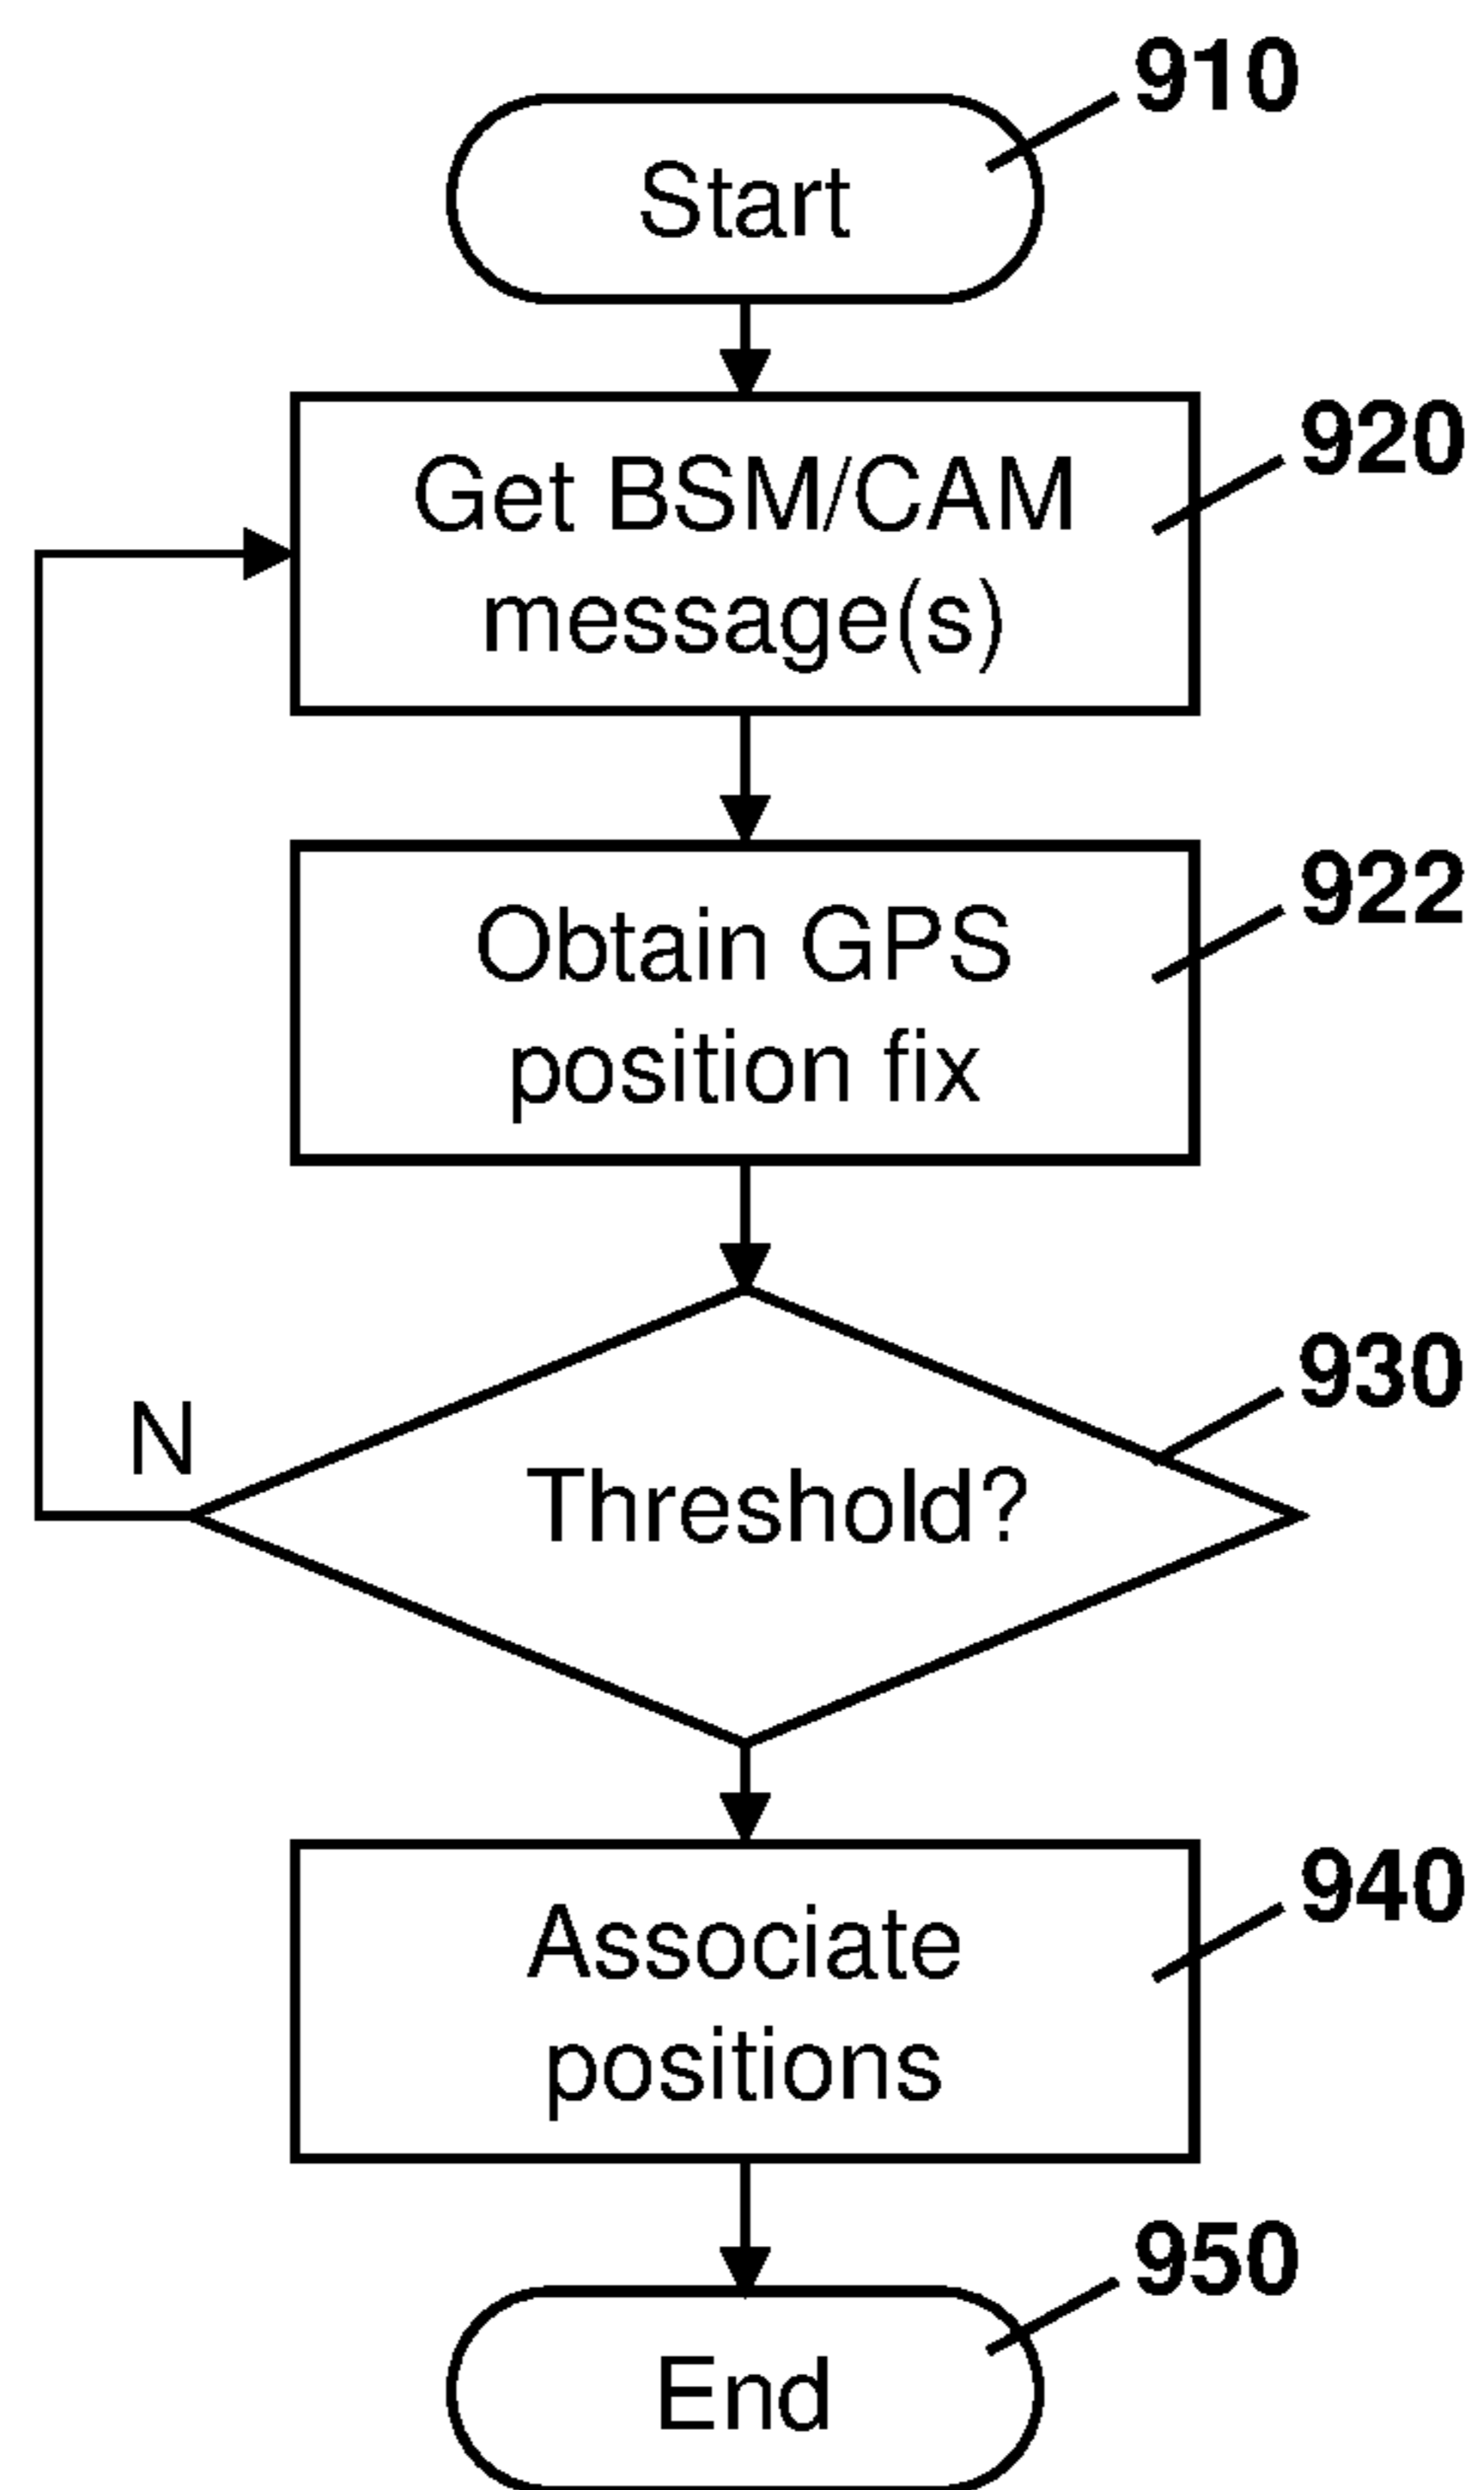 910
Start
920
Get BSM/CAM
message(s)
922
Obtain GPS
position fix
930
N
Threshold?
940
Associate
positions
950
End